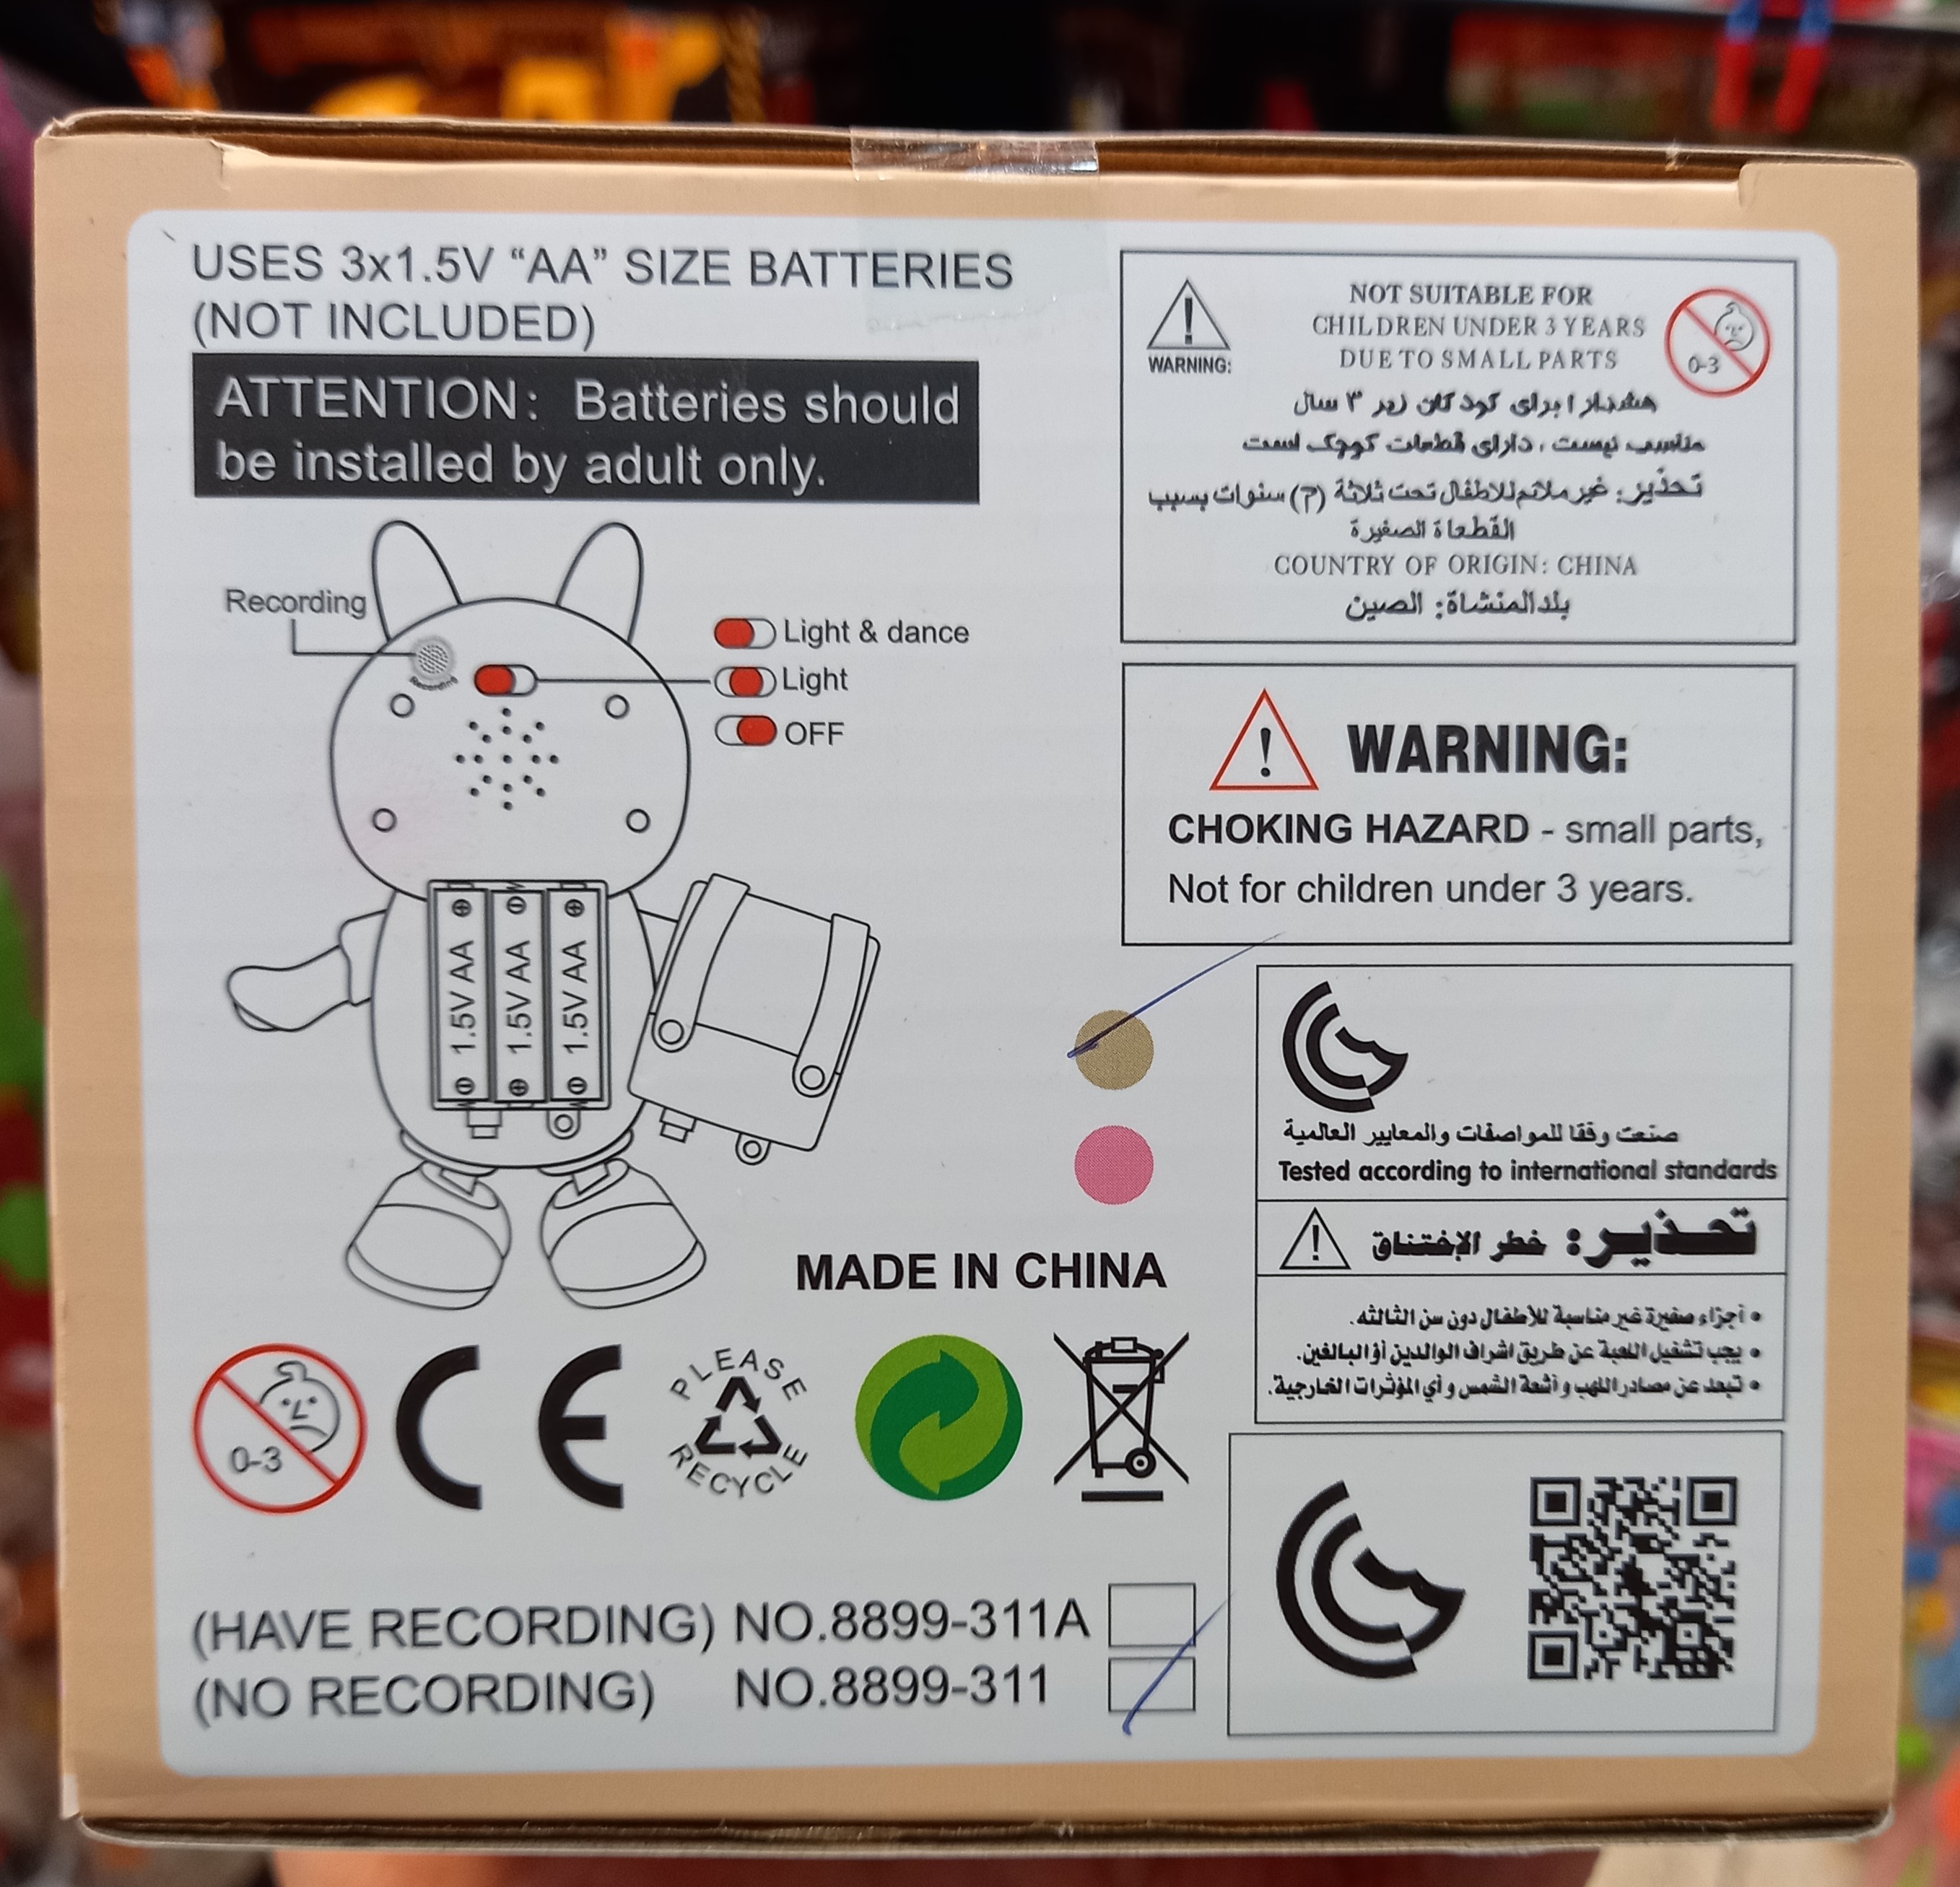 USES 3x1.5V “AA” SIZE BATTERIES
(NOT INCLUDED)
ATTENTION: Batteries should
be installed by adult only.
Recording
Recording
Light & dance
Light
OFF
1.5V AA
1.5V AA
1.5V AA
MADE IN CHINA
0-3
CE
PLEASE
RECYCLE
(HAVE RECORDING) NO.8899-311A
(NO RECORDING) NO.8899-311
WARNING:
NOT SUITABLE FOR
CHILDREN UNDER 3 YEARS
DUE TO SMALL PARTS
0-3
هشدار ! برای کودکان زیر ۳ سال
مناسب نیست ، دارای قطعات کوچک است
تحذير: غير ملائم للاطفال تحت ثلاثة (٣) سنوات بسبب
القطعاة الصغيرة
COUNTRY OF ORIGIN: CHINA
بلدالمنشاة: الصين
WARNING:
CHOKING HAZARD - small parts,
Not for children under 3 years.
صنعت وفقا للمواصفات والمعايير العالمية
Tested according to international standards
تحذير: خطر الإختناق
• أجزاء صغيرة غير مناسبة للأطفال دون سن الثالثه.
• يجب تشغيل اللعبة عن طريق اشراف الوالدين أو البالغين.
• تبعد عن مصادر اللهب و أشعة الشمس و أي المؤثرات الخارجية.